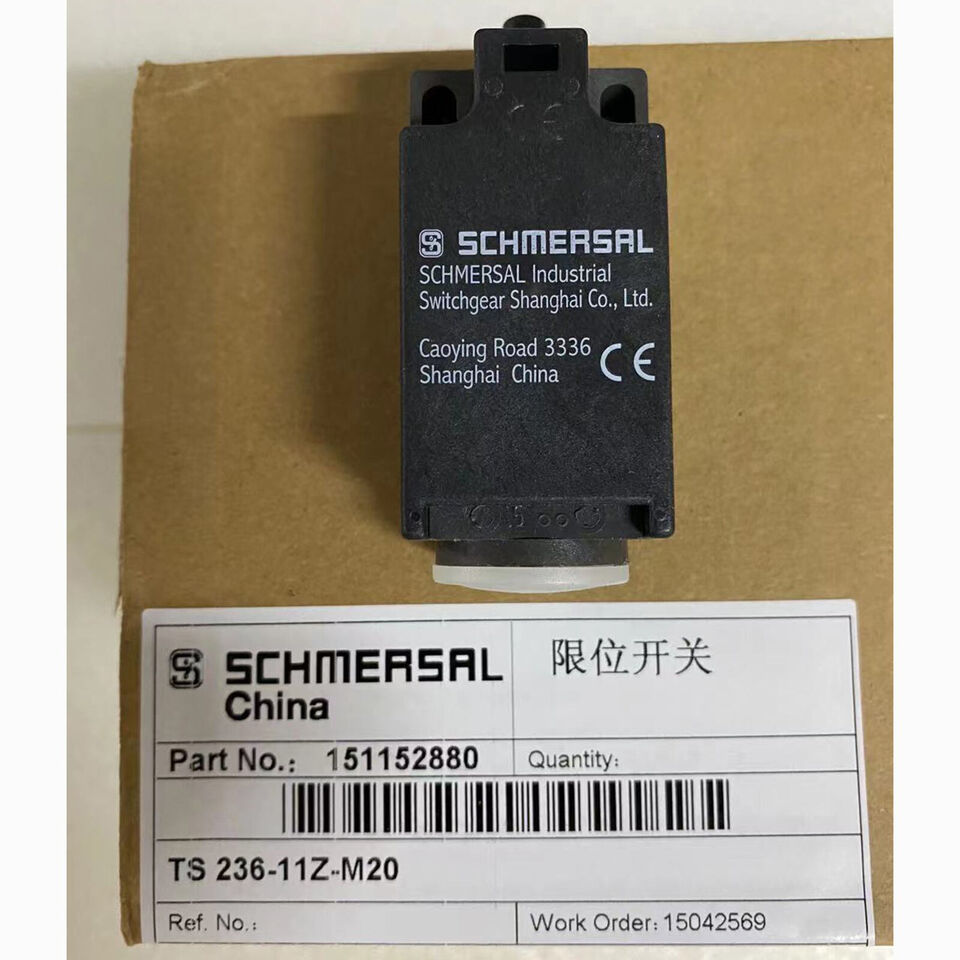 SCHMERSAL
SCHMERSAL Industrial
Switchgear Shanghai Co., Ltd.
Caoying Road 3336
Shanghai China
CE
SCHMERSAL
China
限位开关
Part No.: 151152880
Quantity:
TS 236-11Z-M20
Ref. No.:
Work Order: 15042569